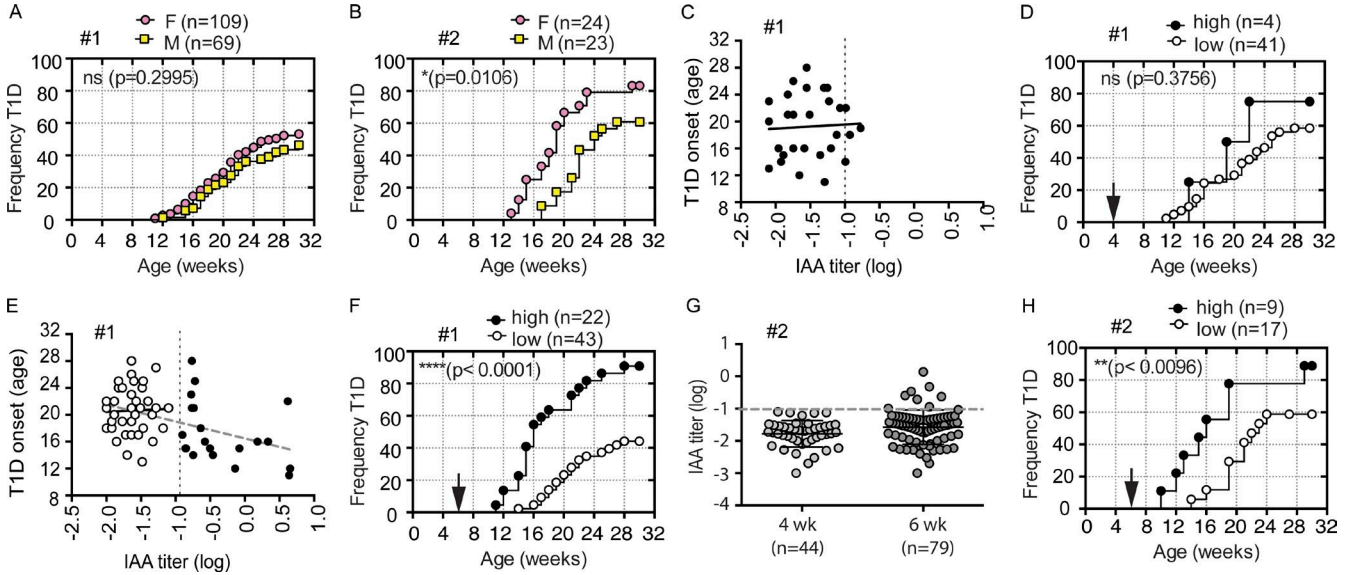 A
#1
F (n=109)
M (n=69)
ns (p=0.2995)
Frequency T1D
100
80
60
40
20
0
0 4 8 12 16 20 24 28 32
Age (weeks)
B
#2
F (n=24)
M (n=23)
*(p=0.0106)
Frequency T1D
100
80
60
40
20
0
0 4 8 12 16 20 24 28 32
Age (weeks)
C
#1
T1D onset (age)
32
28
24
20
16
12
8
-2.5 -2.0 -1.5 -1.0 -0.5 0.0 0.5 1.0
IAA titer (log)
D
#1
high (n=4)
low (n=41)
ns (p=0.3756)
Frequency T1D
100
80
60
40
20
0
0 4 8 12 16 20 24 28 32
Age (weeks)
E
#1
T1D onset (age)
32
28
24
20
16
12
8
-2.5 -2.0 -1.5 -1.0 -0.5 0.0 0.5 1.0
IAA titer (log)
F
#1
high (n=22)
low (n=43)
****(p< 0.0001)
Frequency T1D
100
80
60
40
20
0
0 4 8 12 16 20 24 28 32
Age (weeks)
G
#2
IAA titer (log)
2
1
0
-1
-2
-3
-4
4 wk
(n=44)
6 wk
(n=79)
H
#2
high (n=9)
low (n=17)
**(p< 0.0096)
Frequency T1D
100
80
60
40
20
0
0 4 8 12 16 20 24 28 32
Age (weeks)